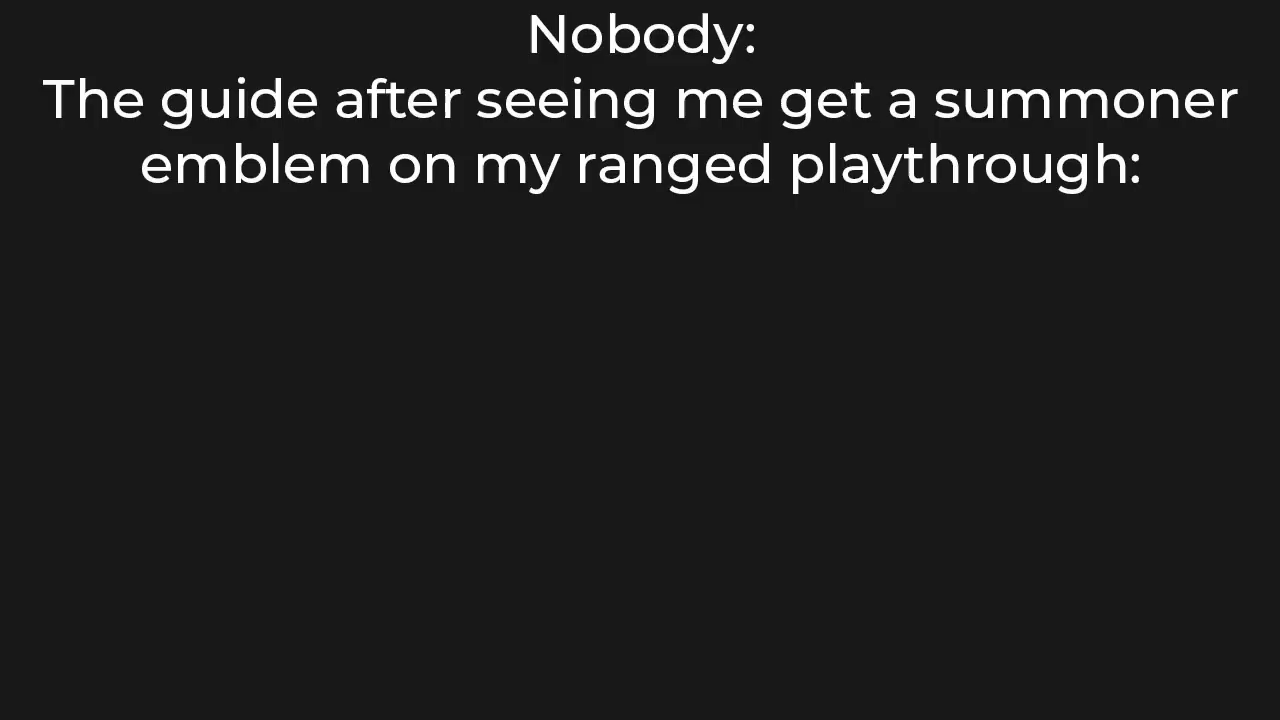 Nobody:
The guide after seeing me get a summoner
emblem on my ranged playthrough: